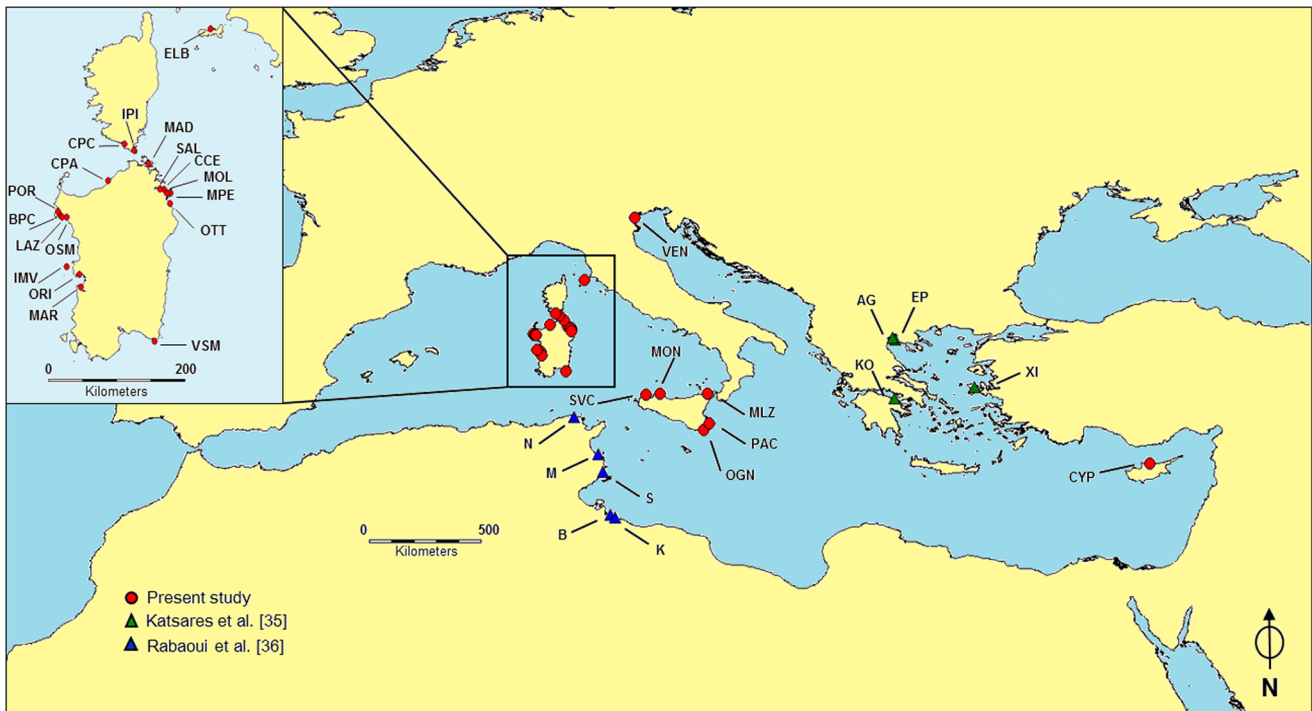 ELB
IPI
MAD
CPC
SAL
CCE
CPA
MOL
POR
MPE
BPC
OTT
LAZ
OSM
IMV
ORI
MAR
VSM
0 200
Kilometers
VEN
AG EP
MON
KO
XI
SVC
MLZ
N
PAC
M
OGN
CYP
S
0 500
Kilometers
B
K
Present study
Katsares et al. [35]
Rabaoui et al. [36]
N